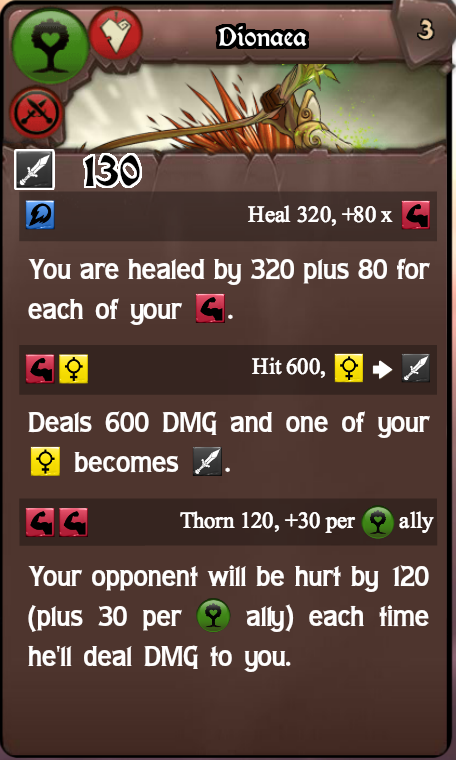 Dionaea
3
130
Heal 320, +80 x
You are healed by 320 plus 80 for
each of your .
Hit 600,
Deals 600 DMG and one of your
becomes .
Thorn 120, +30 per ally
Your opponent will be hurt by 120
(plus 30 per ally) each time
he'll deal DMG to you.